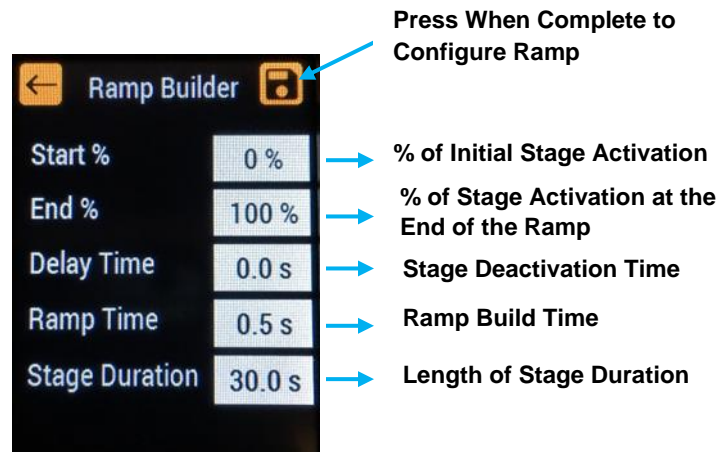 Press When Complete to
Configure Ramp
Ramp Builder
Start %
0 %
% of Initial Stage Activation
End %
100 %
% of Stage Activation at the
End of the Ramp
Delay Time
0.0 s
Stage Deactivation Time
Ramp Time
0.5 s
Ramp Build Time
Stage Duration
30.0 s
Length of Stage Duration